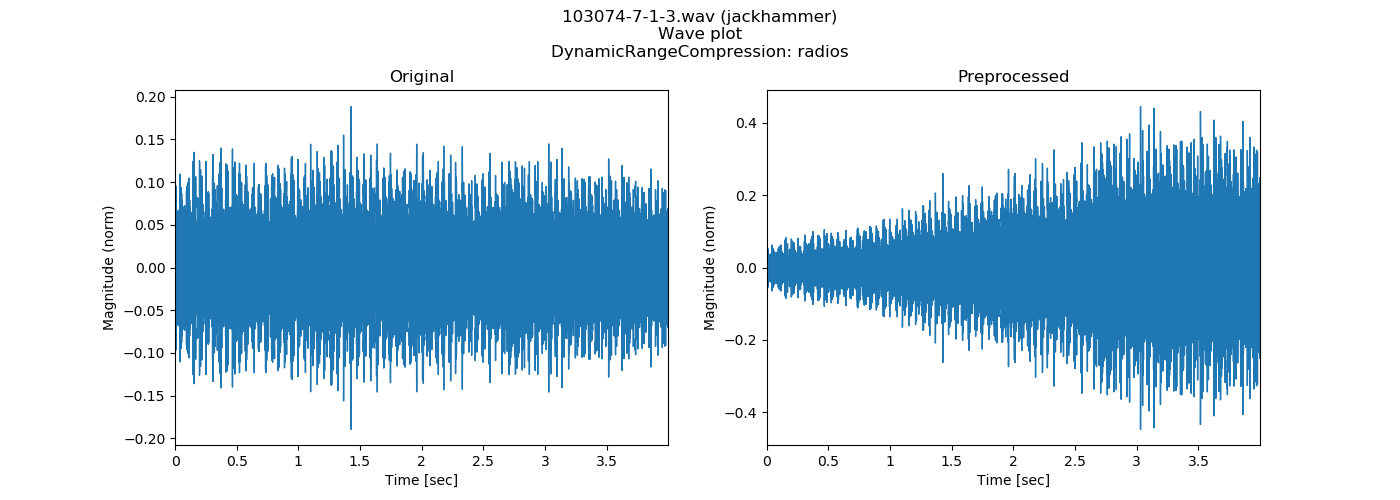 103074-7-1-3.wav (jackhammer)
Wave plot
DynamicRangeCompression: radios
Original
Preprocessed
Magnitude (norm)
0.20
0.15
0.10
0.05
0.00
−0.05
−0.10
−0.15
−0.20
0 0.5 1 1.5 2 2.5 3 3.5
Time [sec]
Magnitude (norm)
0.4
0.2
0.0
−0.2
−0.4
0 0.5 1 1.5 2 2.5 3 3.5
Time [sec]